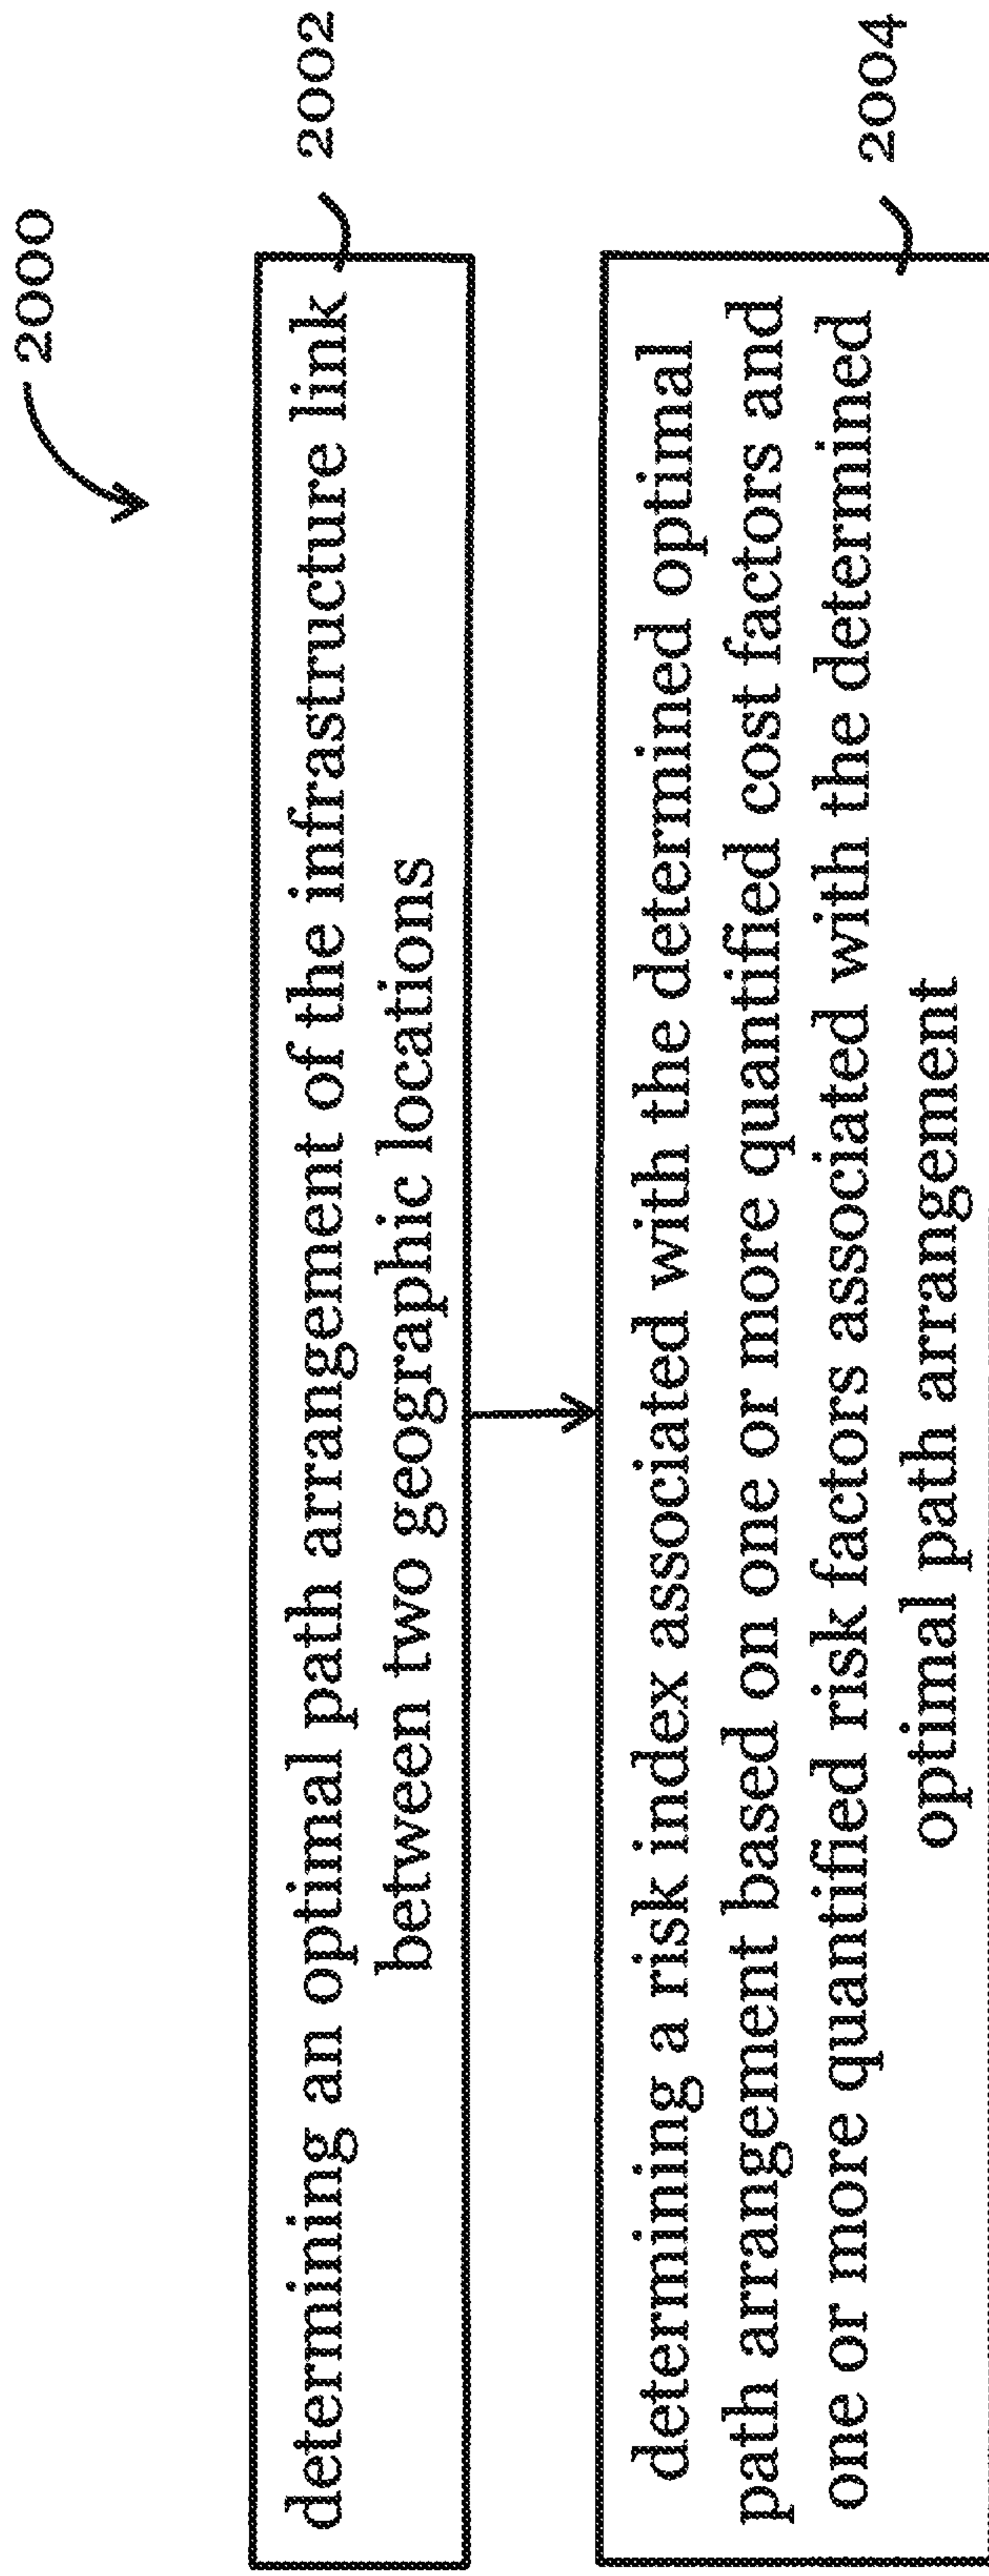 2000
determining an optimal path arrangement of the infrastructure link
between two geographic locations
2002
determining a risk index associated with the determined optimal
path arrangement based on one or more quantified cost factors and
one or more quantified risk factors associated with the determined
optimal path arrangement
2004